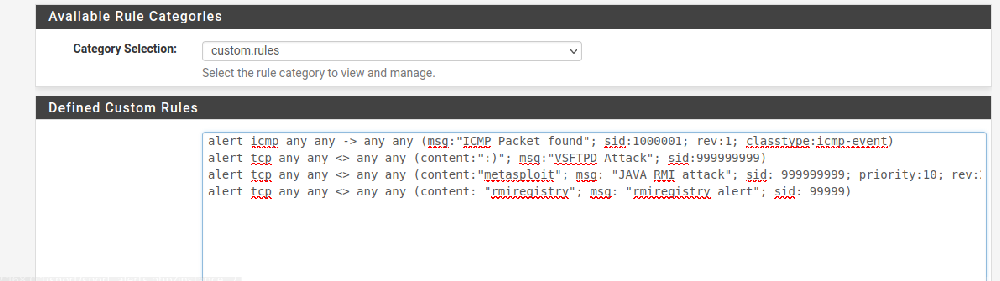 Available Rule Categories
Category Selection:
custom.rules
Select the rule category to view and manage.
Defined Custom Rules
alert icmp any any -> any any (msg:"ICMP Packet found"; sid:1000001; rev:1; classtype:icmp-event)
alert tcp any any <> any any (content:":)"; msg:"VSFTPD Attack"; sid:999999999)
alert tcp any any <> any any (content:"metasploit"; msg: "JAVA RMI attack"; sid: 999999999; priority:10; rev:
alert tcp any any <> any any (content: "rmiregistry"; msg: "rmiregistry alert"; sid: 99999)